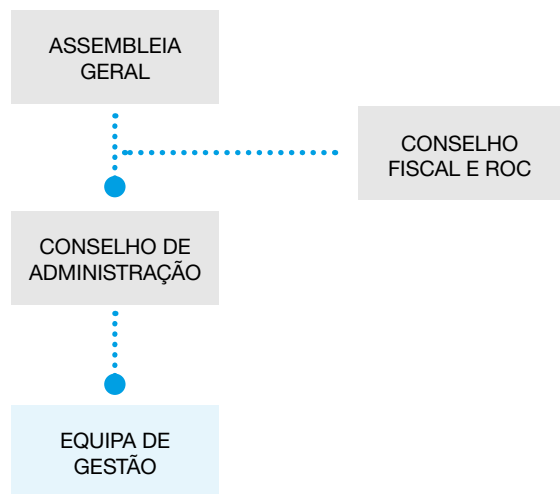 ASSEMBLEIA
GERAL
CONSELHO
FISCAL E ROC
CONSELHO DE
ADMINISTRAÇÃO
EQUIPA DE
GESTÃO